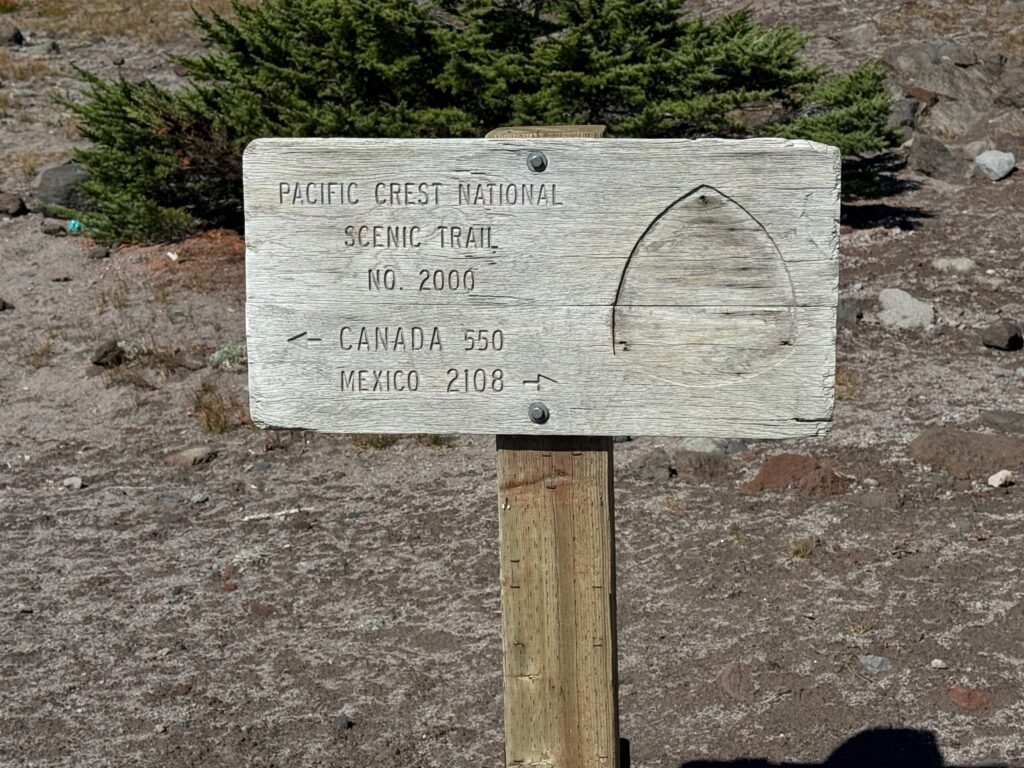 PACIFIC CREST NATIONAL
SCENIC TRAIL
NO. 2000
CANADA 550
MEXICO 2108